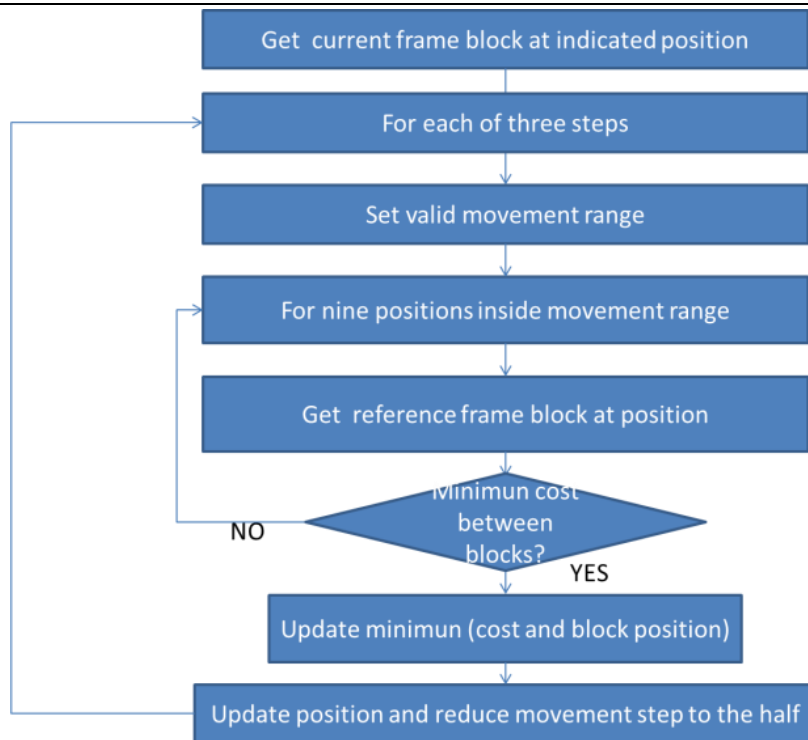 Get current frame block at indicated position
For each of three steps
Set valid movement range
For nine positions inside movement range
Get reference frame block at position
Minimun cost
between
blocks?
NO
YES
Update minimun (cost and block position)
Update position and reduce movement step to the half